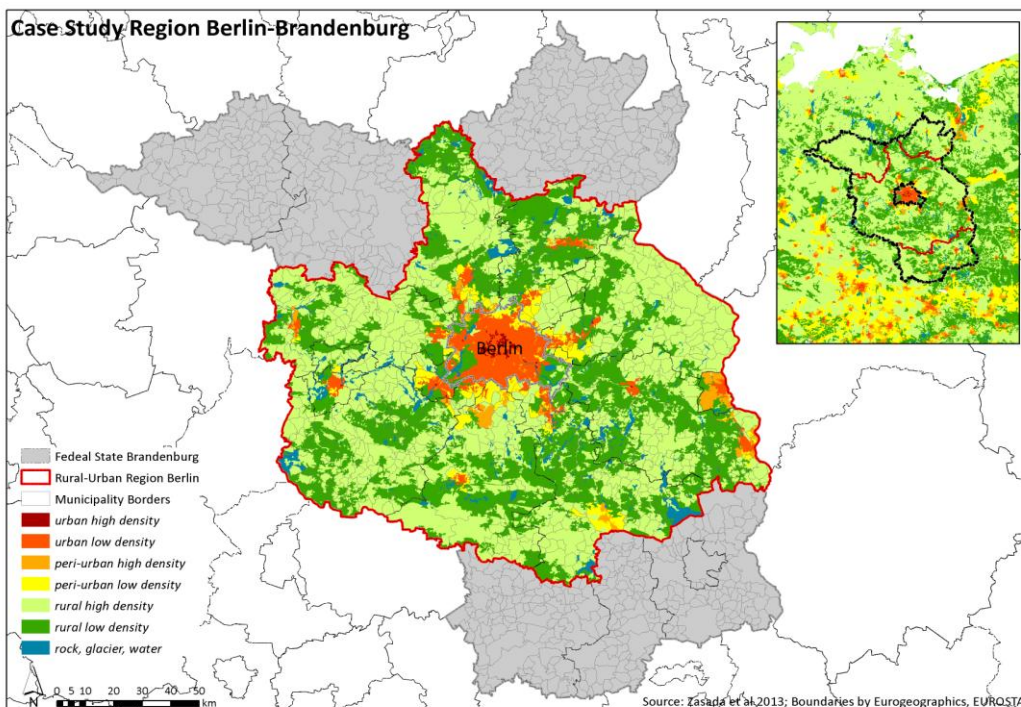 Case Study Region Berlin-Brandenburg
Berlin
Fedeal State Brandenburg
Rural-Urban Region Berlin
Municipality Borders
urban high density
urban low density
peri-urban high density
peri-urban low density
rural high density
rural low density
rock, glacier, water
N
0 5 10 20 30 40 50
km
Source: Zasada et al 2013; Boundaries by Eurogeographics, EUROSTA